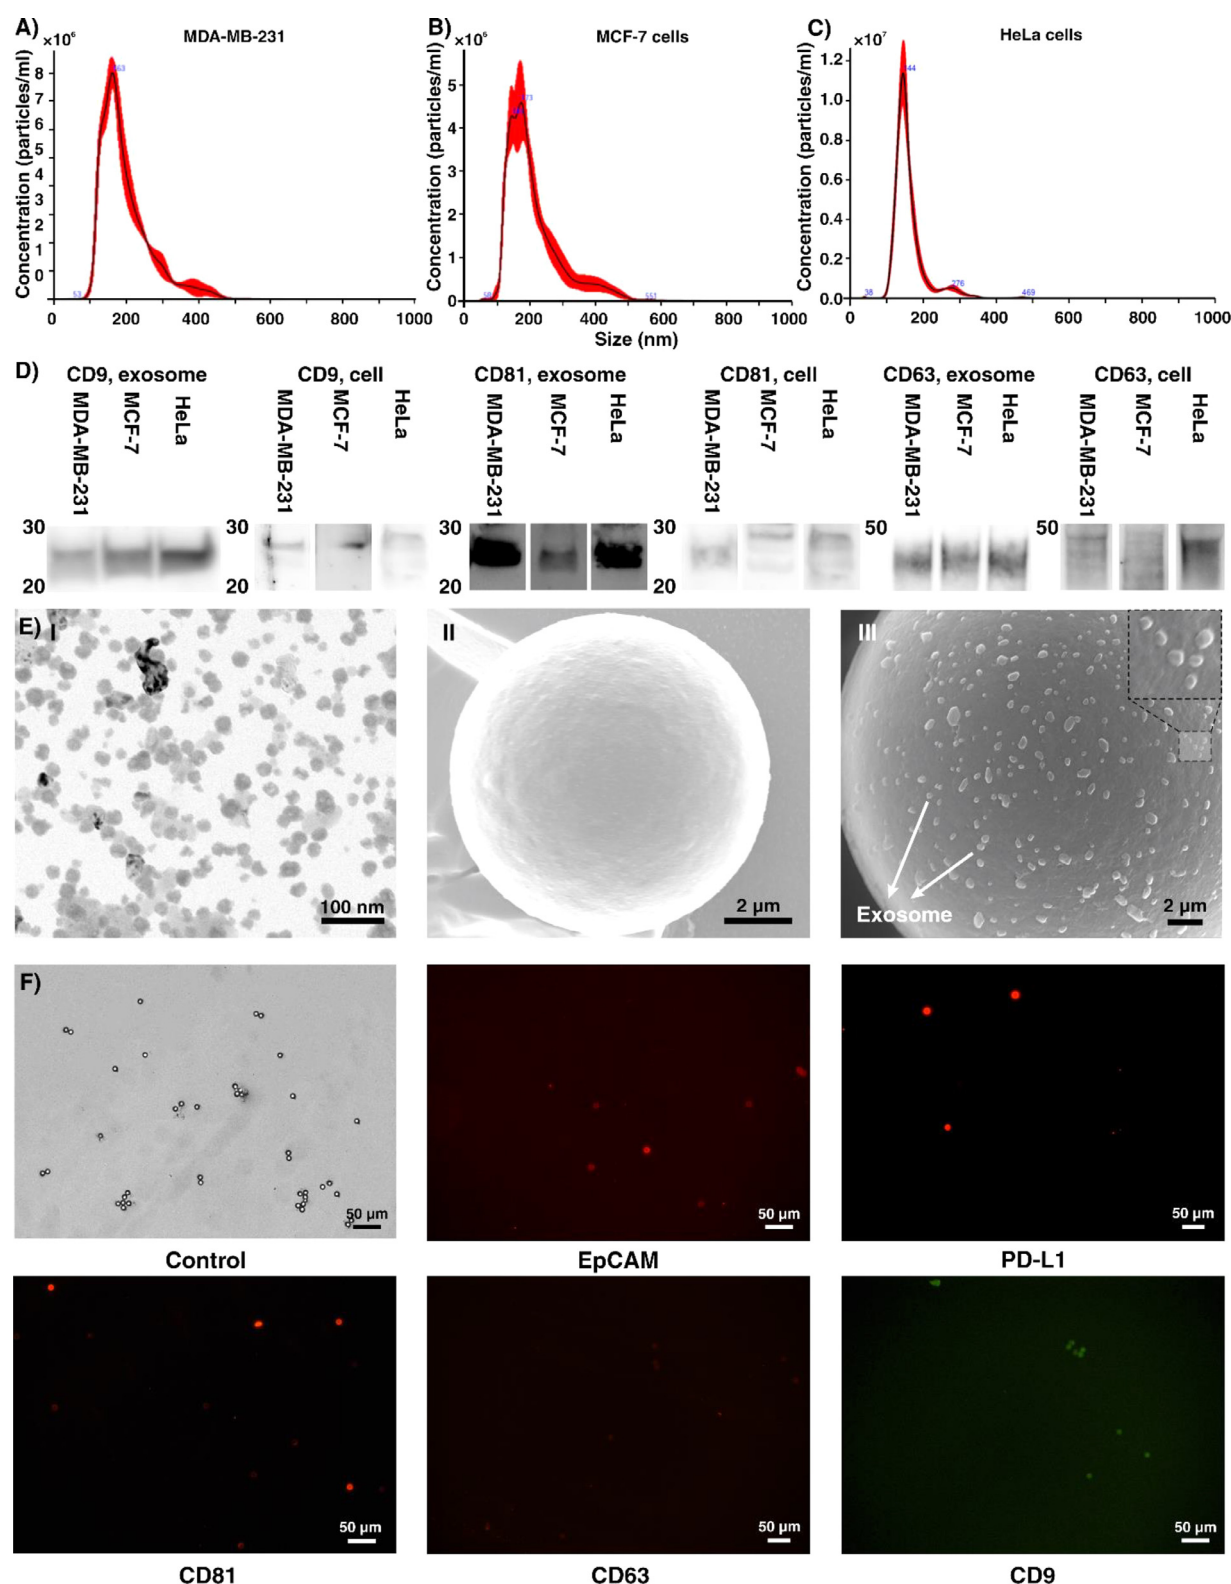 A)
×10⁶
MDA-MB-231
Concentration (particles/ml)
8
7
6
5
4
3
2
1
0
163
53
0
200
400
600
800
1000
B)
×10⁶
MCF-7 cells
Concentration (particles/ml)
5
4
3
2
1
0
173
551
0
200
400
600
800
1000
Size (nm)
C)
×10⁷
HeLa cells
Concentration (particles/ml)
1.2
1.0
0.8
0.6
0.4
0.2
0.0
144
38
276
469
0
200
400
600
800
1000
D)
CD9, exosome
MDA-MB-231
MCF-7
HeLa
30
20
CD9, cell
MDA-MB-231
MCF-7
HeLa
30
20
CD81, exosome
MDA-MB-231
MCF-7
HeLa
30
20
CD81, cell
MDA-MB-231
MCF-7
HeLa
30
20
CD63, exosome
MDA-MB-231
MCF-7
HeLa
50
CD63, cell
MDA-MB-231
MCF-7
HeLa
50
E)
I
100 nm
II
2 µm
III
Exosome
2 µm
F)
50 µm
50 µm
50 µm
Control
EpCAM
PD-L1
50 µm
50 µm
50 µm
CD81
CD63
CD9